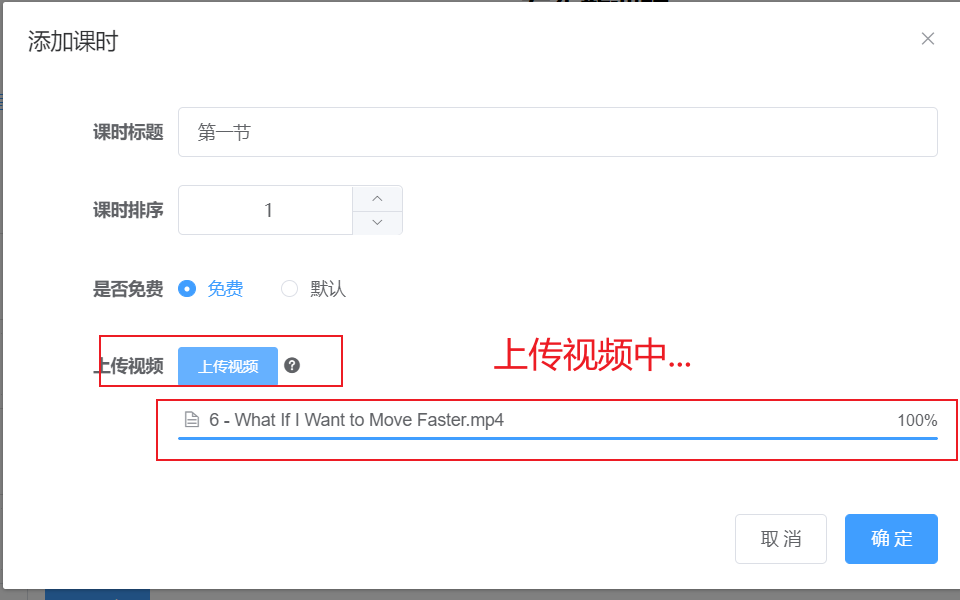 添加课时
课时标题 第一节
课时排序 1
是否免费 免费 默认
上传视频 上传视频 ?
上传视频中...
6 - What If I Want to Move Faster.mp4 100%
取 消 确 定